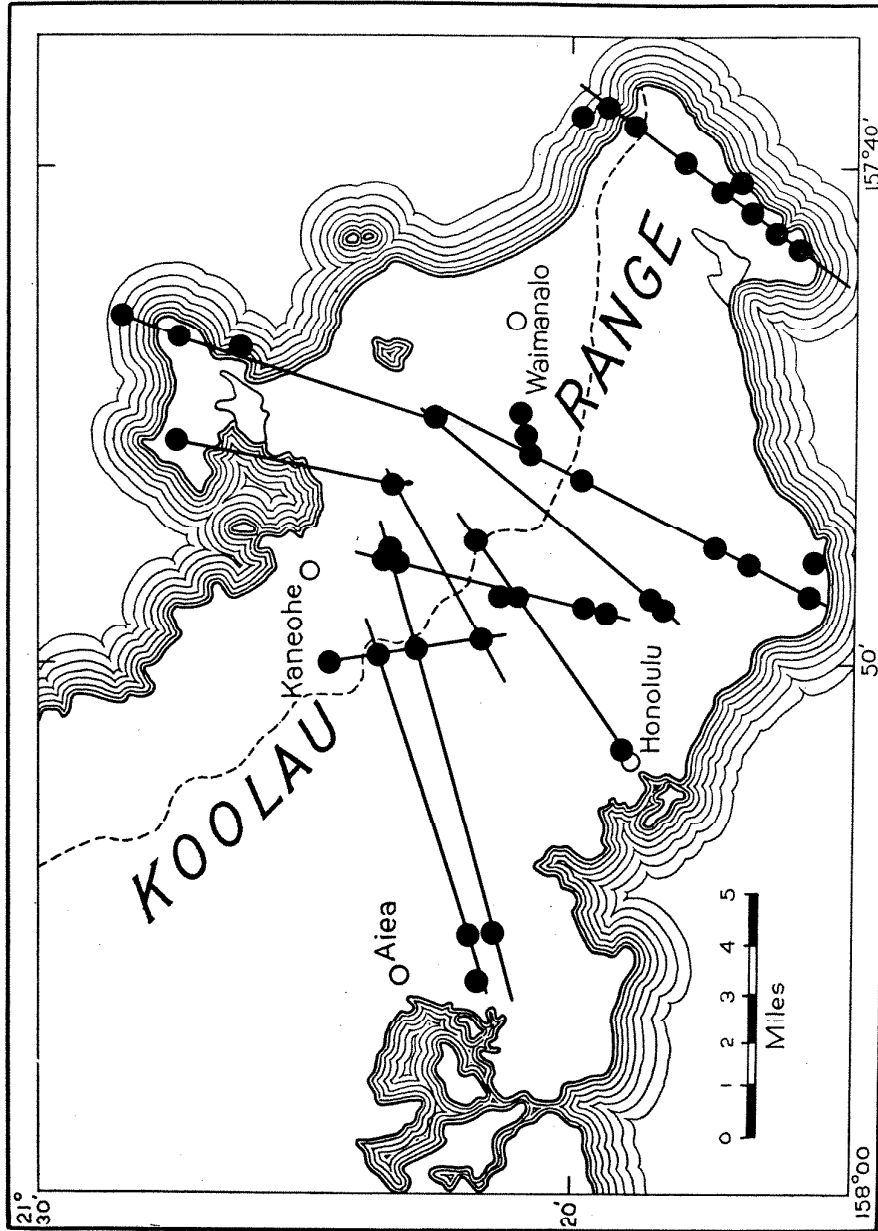 21°
30'
KOOLAU
RANGE
Kaneohe
Waimanalo
Aiea
Honolulu
20'
0 1 2 3 4 5
Miles
158°00
50'
157°40'